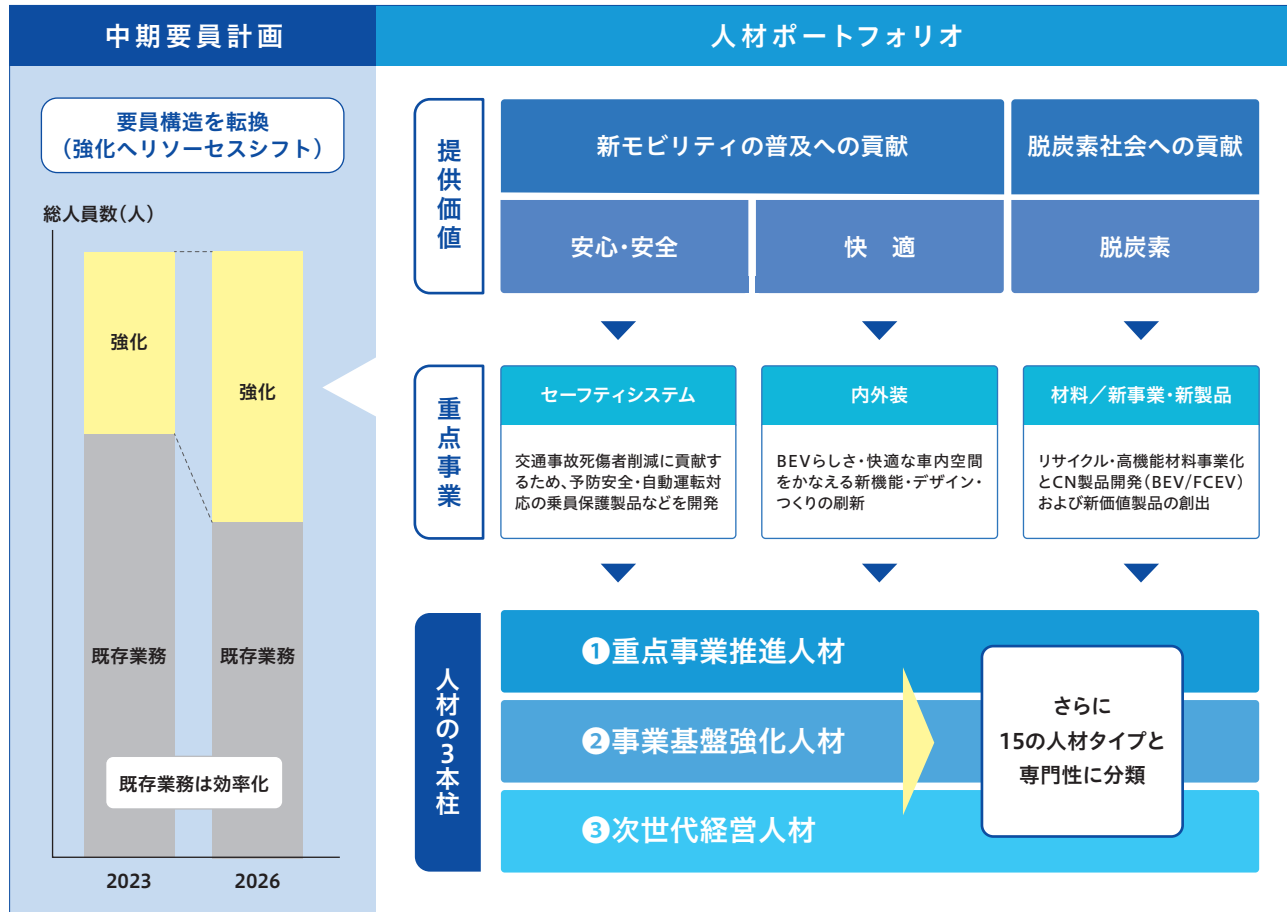 中期要員計画
要員構造を転換
（強化へリソーセスシフト）
総人員数（人）
強化
強化
既存業務
既存業務
既存業務は効率化
2023
2026
人材ポートフォリオ
提供価値
新モビリティの普及への貢献
脱炭素社会への貢献
安心・安全
快　適
脱炭素
重点事業
セーフティシステム
交通事故死傷者削減に貢献す
るため、予防安全・自動運転対
応の乗員保護製品などを開発
内外装
BEVらしさ・快適な車内空間
をかなえる新機能・デザイン・
つくりの刷新
材料／新事業・新製品
リサイクル・高機能材料事業化
とCN製品開発（BEV/FCEV）
および新価値製品の創出
人材の3本柱
❶重点事業推進人材
❷事業基盤強化人材
❸次世代経営人材
さらに
15の人材タイプと
専門性に分類